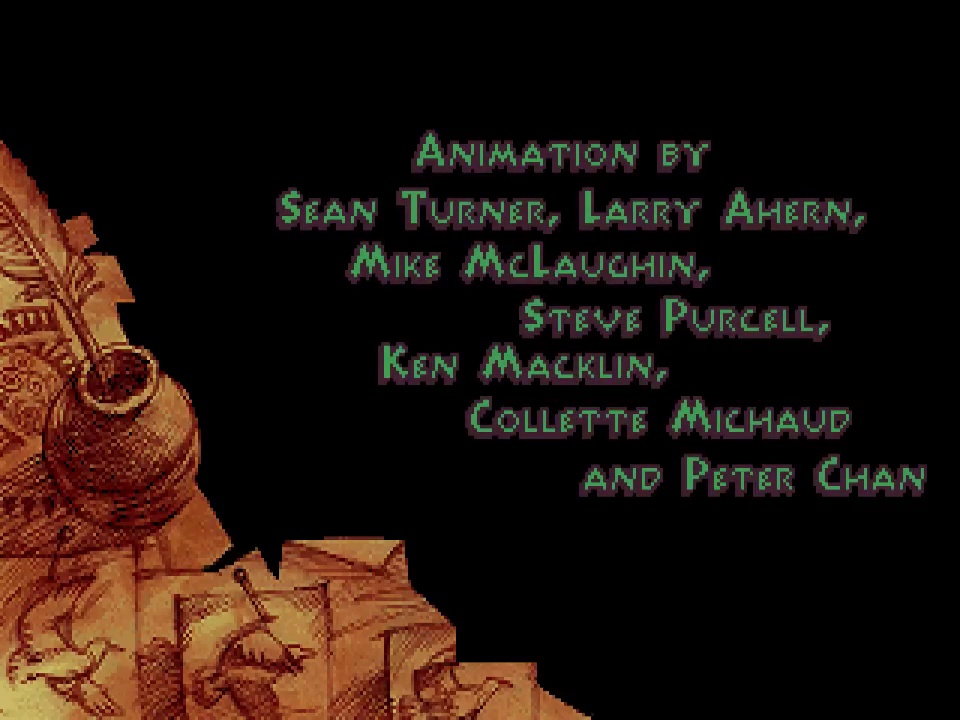 Animation by
Sean Turner, Larry Ahern,
Mike McLaughin,
Steve Purcell,
Ken Macklin,
Collette Michaud
and Peter Chan